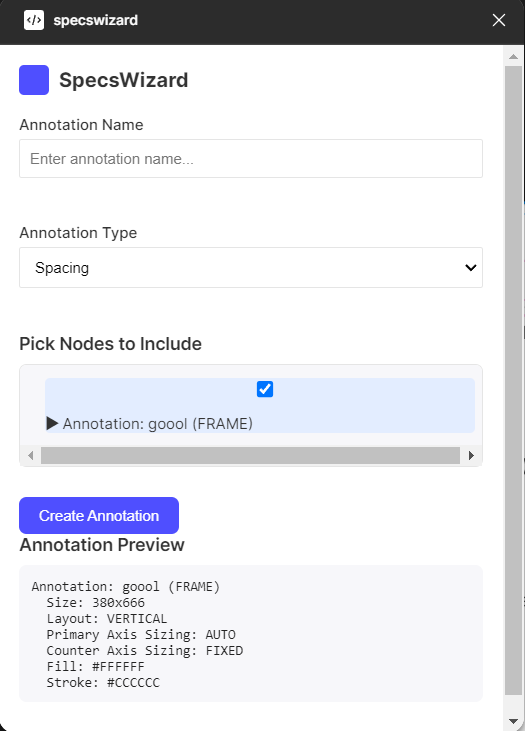 specswizard
SpecsWizard
Annotation Name
Enter annotation name...
Annotation Type
Spacing
Pick Nodes to Include
Annotation: goool (FRAME)
Create Annotation
Annotation Preview
Annotation: goool (FRAME)
Size: 380x666
Layout: VERTICAL
Primary Axis Sizing: AUTO
Counter Axis Sizing: FIXED
Fill: #FFFFFF
Stroke: #CCCCCC